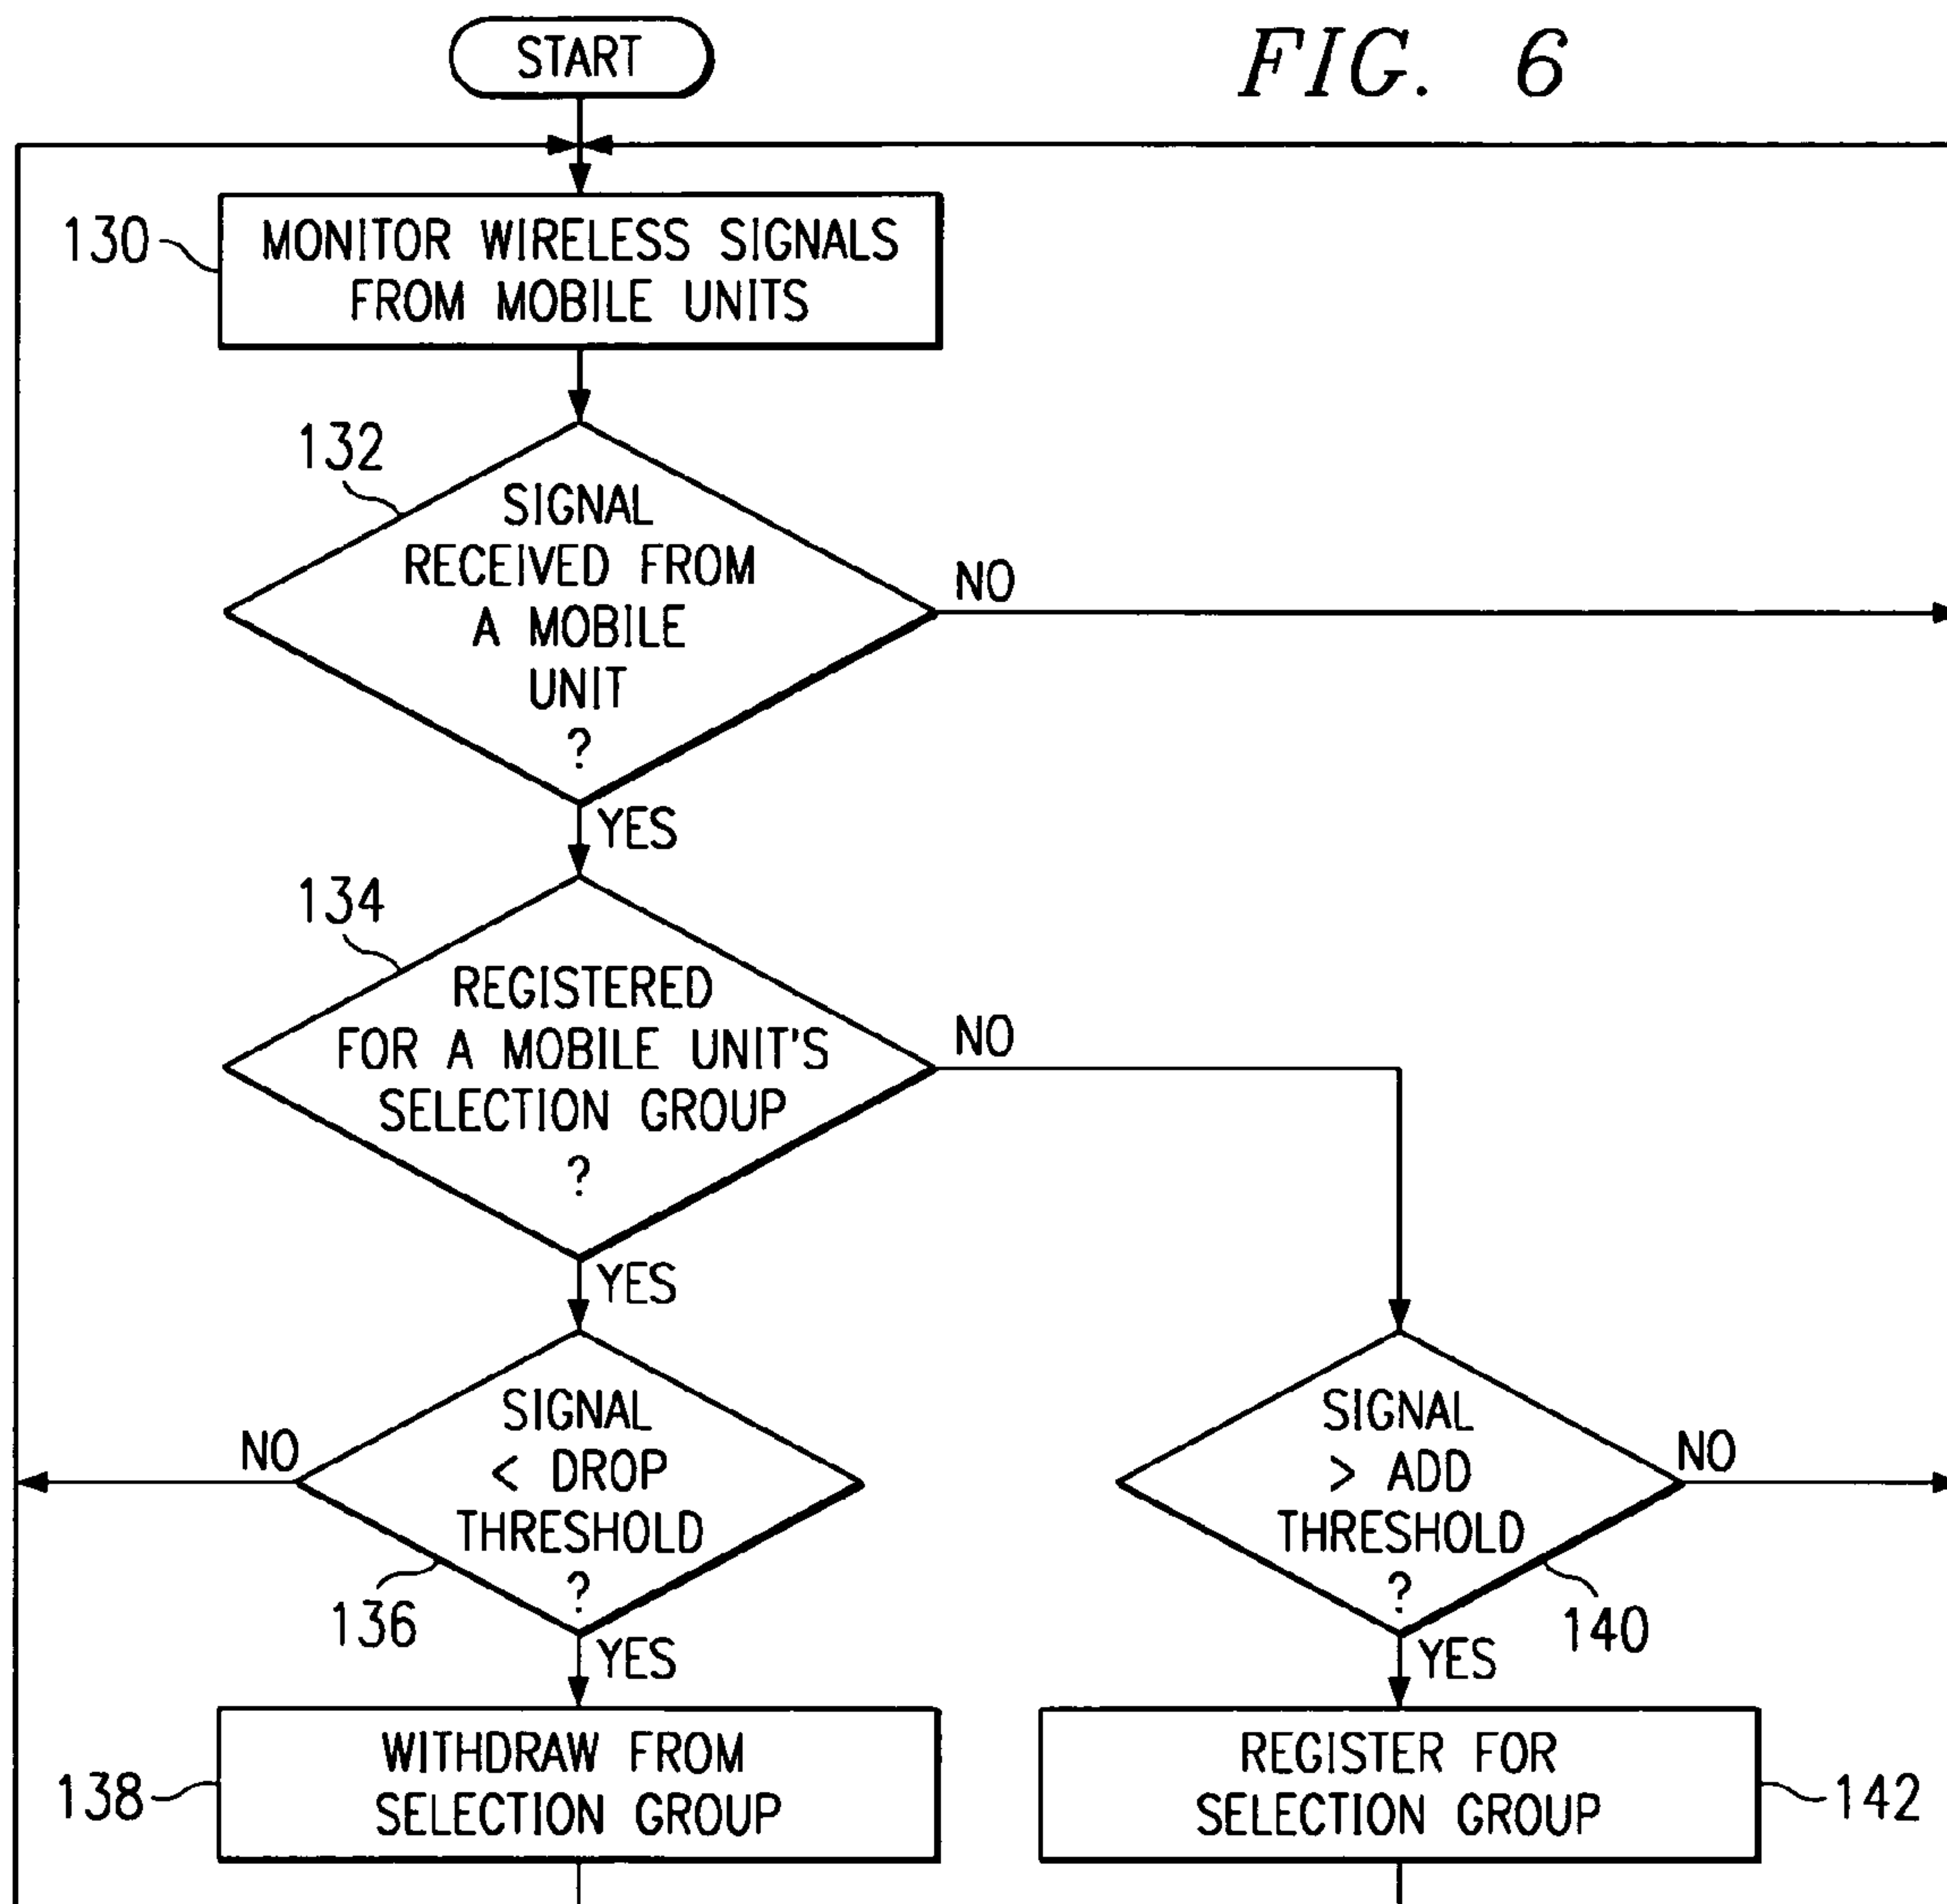 START
FIG. 6
130
MONITOR WIRELESS SIGNALS
FROM MOBILE UNITS
132
SIGNAL
RECEIVED FROM
A MOBILE
UNIT
?
NO
YES
134
REGISTERED
FOR A MOBILE UNIT'S
SELECTION GROUP
?
NO
YES
SIGNAL
< DROP
THRESHOLD
?
NO
136
YES
SIGNAL
> ADD
THRESHOLD
?
NO
140
YES
138
WITHDRAW FROM
SELECTION GROUP
REGISTER FOR
SELECTION GROUP
142